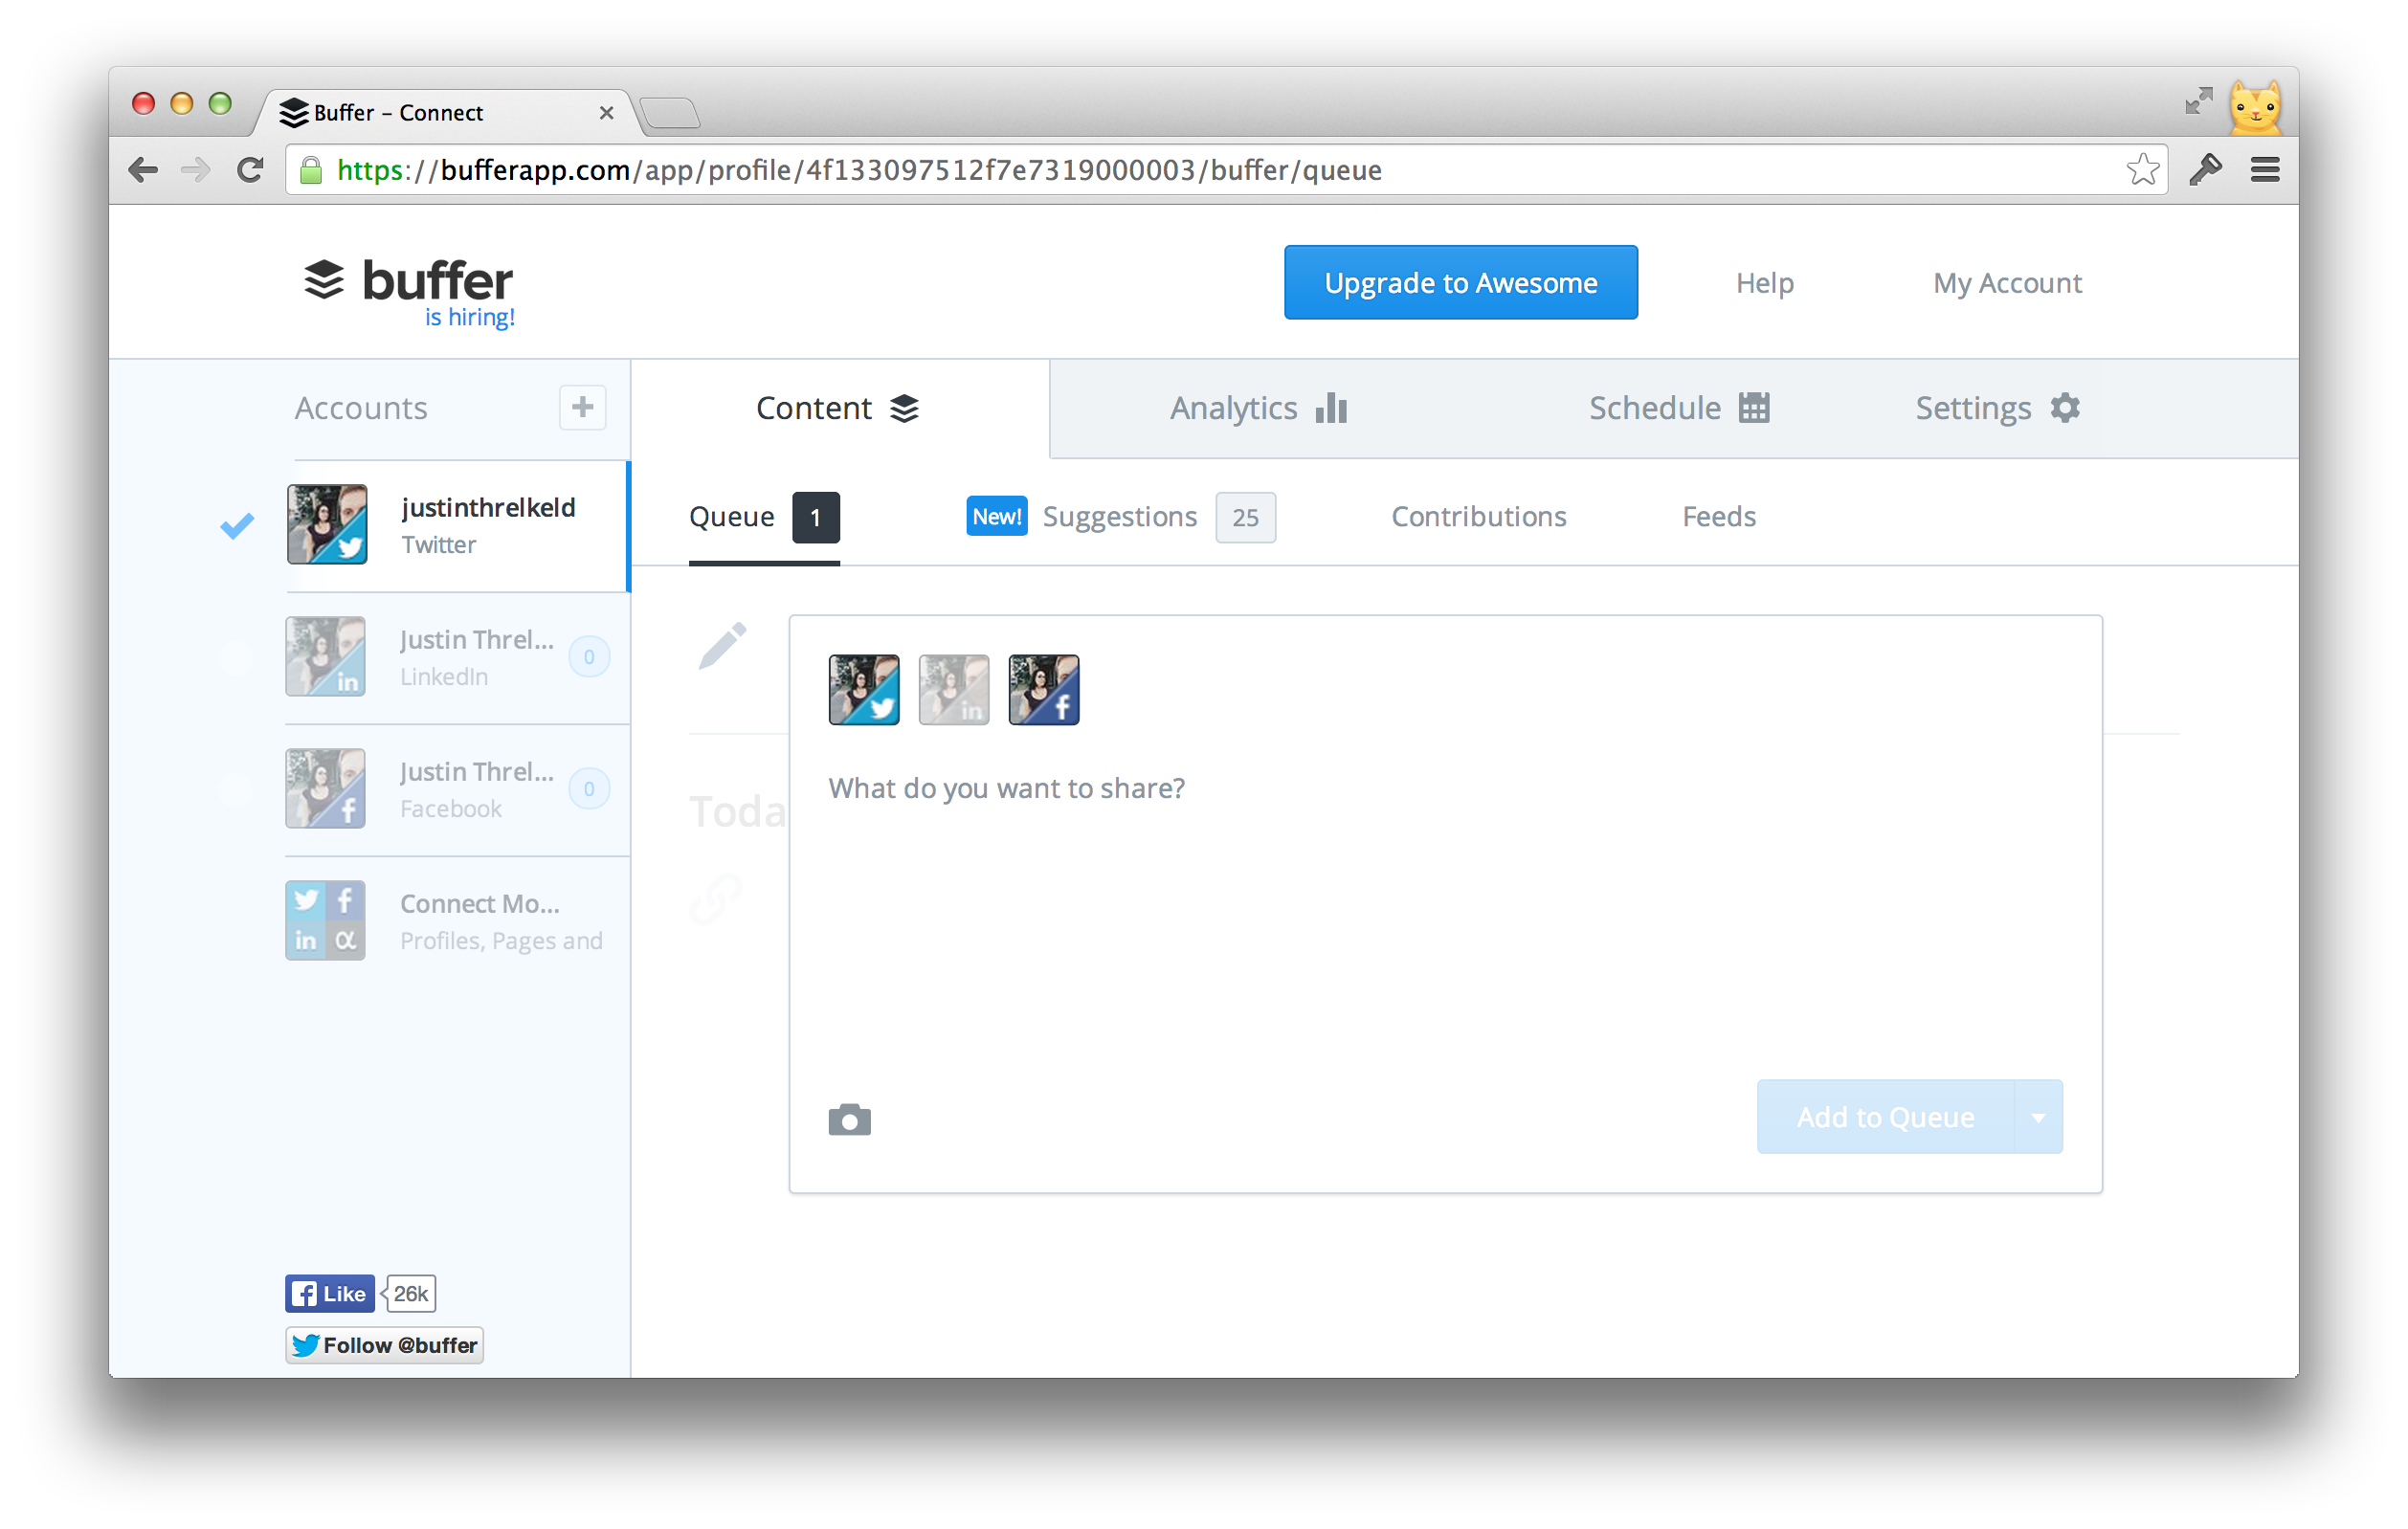 Buffer – Connect
https://bufferapp.com/app/profile/4f133097512f7e7319000003/buffer/queue
buffer
is hiring!
Upgrade to Awesome
Help
My Account
Accounts
Content
Analytics
Schedule
Settings
justinthrelkeld
Twitter
Queue 1
New! Suggestions 25
Contributions
Feeds
Justin Threl... 0
in
LinkedIn
Justin Threl... 0
f
Facebook
in
f
What do you want to share?
Toda
Connect Mo...
f
in
Profiles, Pages and
Add to Queue
f Like 26k
Follow @buffer